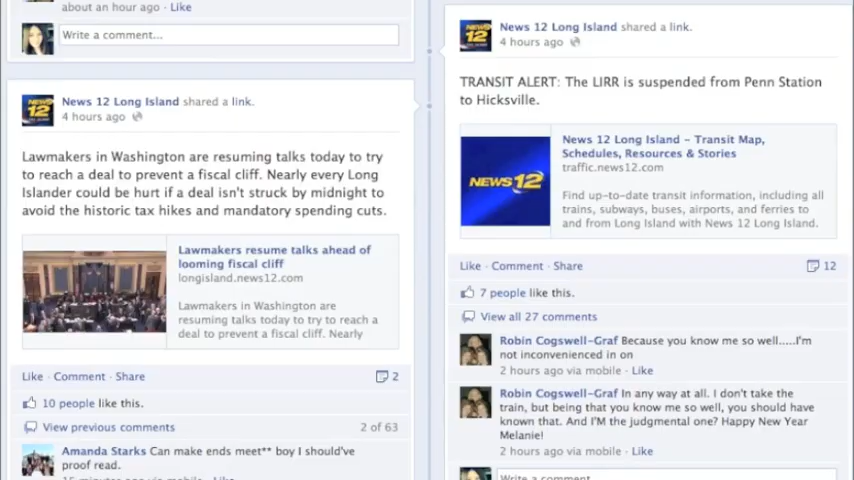 about an hour ago · Like
Write a comment...
NEWS
12
News 12 Long Island shared a link.
4 hours ago
Lawmakers in Washington are resuming talks today to try
to reach a deal to prevent a fiscal cliff. Nearly every Long
Islander could be hurt if a deal isn't struck by midnight to
avoid the historic tax hikes and mandatory spending cuts.
Lawmakers resume talks ahead of
looming fiscal cliff
longisland.news12.com
Lawmakers in Washington are
resuming talks today to try to reach a
deal to prevent a fiscal cliff. Nearly
Like · Comment · Share
2
10 people like this.
View previous comments
2 of 63
Amanda Starks Can make ends meet** boy I should've
proof read.
15 minutes ago via mobile · Like
NEWS
12
News 12 Long Island shared a link.
4 hours ago
TRANSIT ALERT: The LIRR is suspended from Penn Station
to Hicksville.
NEWS 12
News 12 Long Island - Transit Map,
Schedules, Resources & Stories
traffic.news12.com
Find up-to-date transit information, including all
trains, subways, buses, airports, and ferries to
and from Long Island with News 12 Long Island.
Like · Comment · Share
12
7 people like this.
View all 27 comments
Robin Cogswell-Graf Because you know me so well.....I'm
not inconvenienced in on
2 hours ago via mobile · Like
Robin Cogswell-Graf In any way at all. I don't take the
train, but being that you know me so well, you should have
known that. And I'M the judgmental one? Happy New Year
Melanie!
2 hours ago via mobile · Like
Write a comment